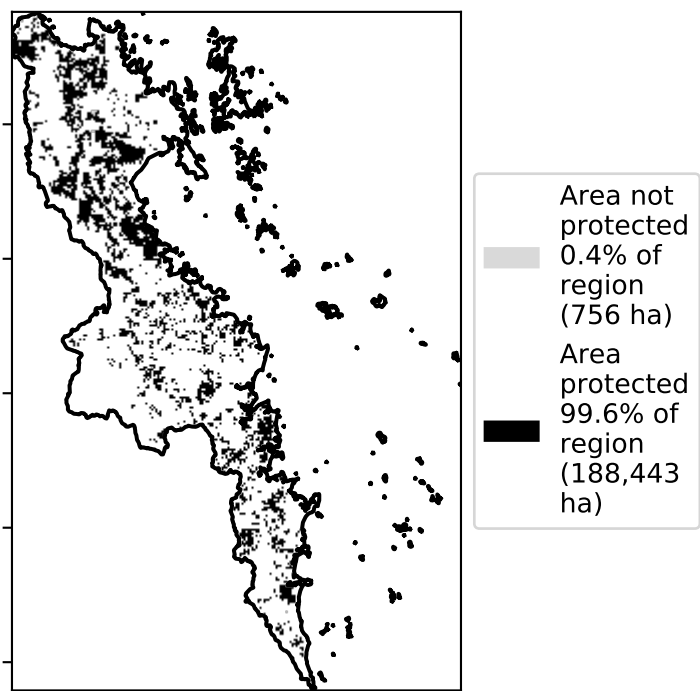 Area not
protected
0.4% of
region
(756 ha)
Area
protected
99.6% of
region
(188,443
ha)